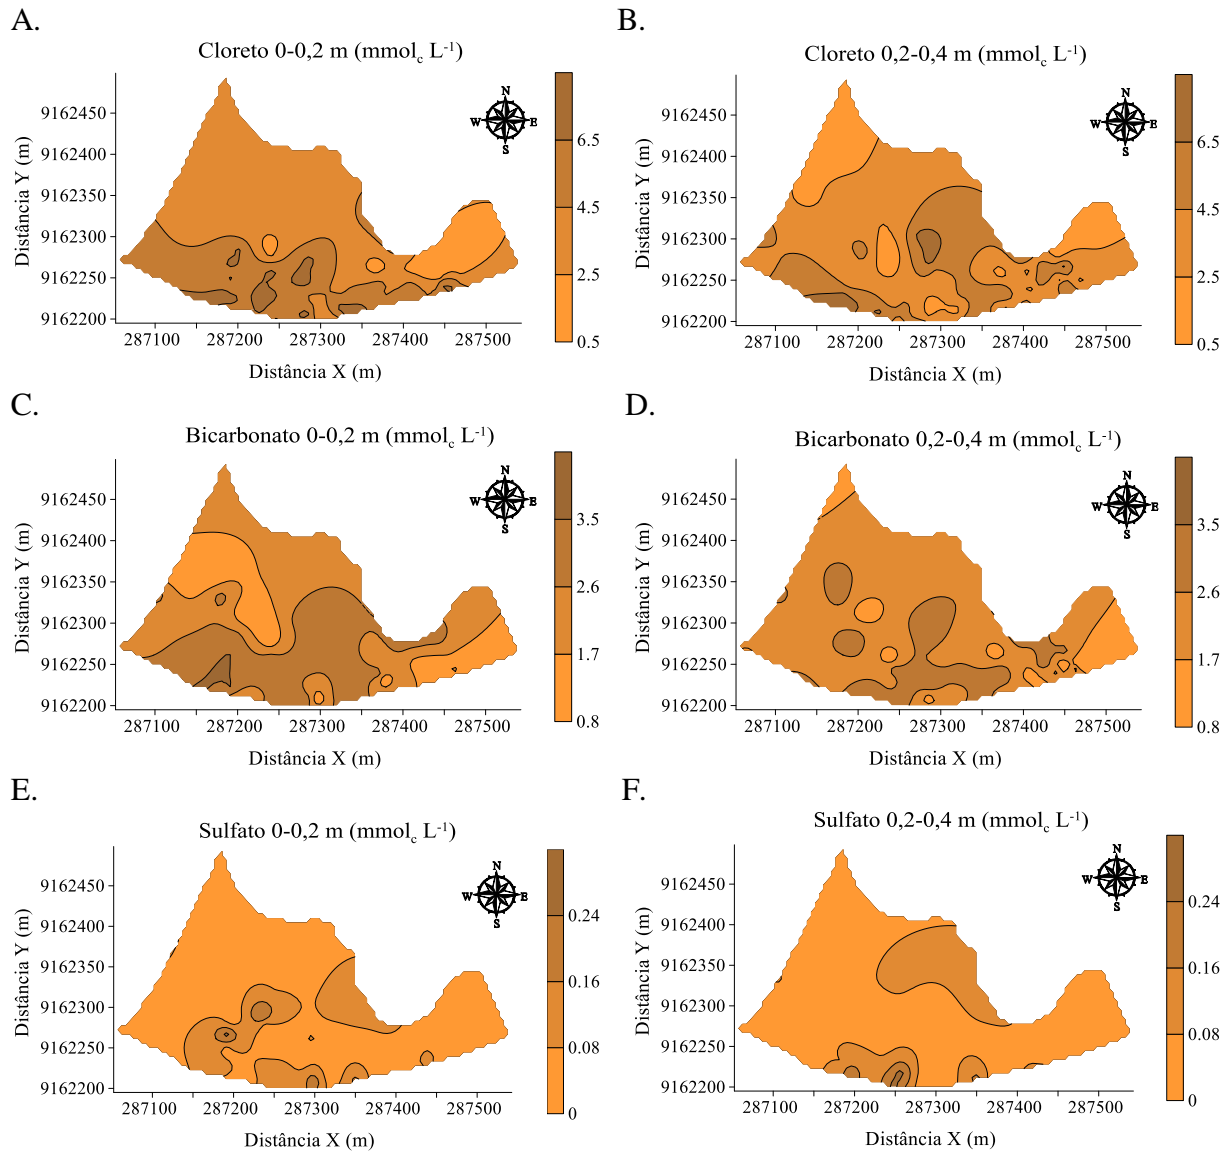 A.
Cloreto 0-0,2 m (mmolc L-1)
Distância Y (m)
9162450
9162400
9162350
9162300
9162250
9162200
287100 287200 287300 287400 287500
Distância X (m)
N
W E
S
6.5
4.5
2.5
0.5
B.
Cloreto 0,2-0,4 m (mmolc L-1)
Distância Y (m)
9162450
9162400
9162350
9162300
9162250
9162200
287100 287200 287300 287400 287500
Distância X (m)
N
W E
S
6.5
4.5
2.5
0.5
C.
Bicarbonato 0-0,2 m (mmolc L-1)
Distância Y (m)
9162450
9162400
9162350
9162300
9162250
9162200
287100 287200 287300 287400 287500
Distância X (m)
N
W E
S
3.5
2.6
1.7
0.8
D.
Bicarbonato 0,2-0,4 m (mmolc L-1)
Distância Y (m)
9162450
9162400
9162350
9162300
9162250
9162200
287100 287200 287300 287400 287500
Distância X (m)
N
W E
S
3.5
2.6
1.7
0.8
E.
Sulfato 0-0,2 m (mmolc L-1)
Distância Y (m)
9162450
9162400
9162350
9162300
9162250
9162200
287100 287200 287300 287400 287500
Distância X (m)
N
W E
S
0.24
0.16
0.08
0
F.
Sulfato 0,2-0,4 m (mmolc L-1)
Distância Y (m)
9162450
9162400
9162350
9162300
9162250
9162200
287100 287200 287300 287400 287500
Distância X (m)
N
W E
S
0.24
0.16
0.08
0